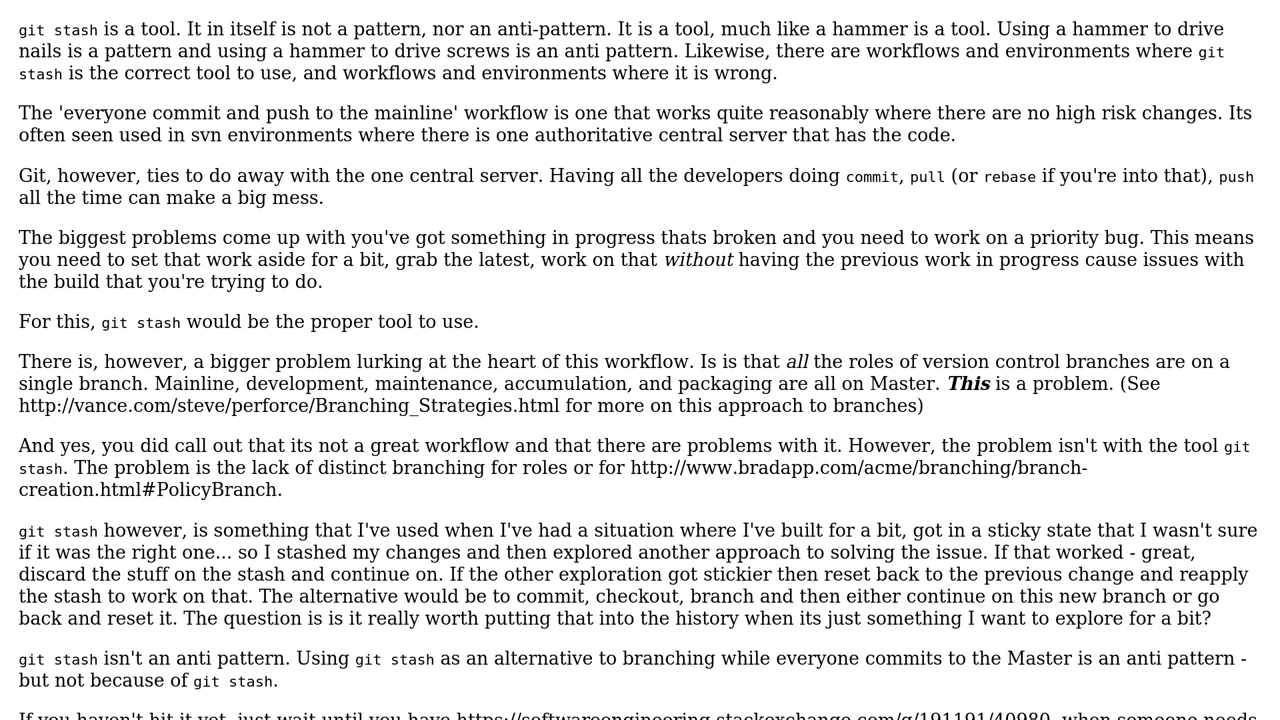 git stash is a tool. It in itself is not a pattern, nor an anti-pattern. It is a tool, much like a hammer is a tool. Using a hammer to drive
nails is a pattern and using a hammer to drive screws is an anti pattern. Likewise, there are workflows and environments where git
stash is the correct tool to use, and workflows and environments where it is wrong.
The 'everyone commit and push to the mainline' workflow is one that works quite reasonably where there are no high risk changes. Its
often seen used in svn environments where there is one authoritative central server that has the code.
Git, however, ties to do away with the one central server. Having all the developers doing commit, pull (or rebase if you're into that), push
all the time can make a big mess.
The biggest problems come up with you've got something in progress thats broken and you need to work on a priority bug. This means
you need to set that work aside for a bit, grab the latest, work on that without having the previous work in progress cause issues with
the build that you're trying to do.
For this, git stash would be the proper tool to use.
There is, however, a bigger problem lurking at the heart of this workflow. Is is that all the roles of version control branches are on a
single branch. Mainline, development, maintenance, accumulation, and packaging are all on Master. This is a problem. (See
http://vance.com/steve/perforce/Branching_Strategies.html for more on this approach to branches)
And yes, you did call out that its not a great workflow and that there are problems with it. However, the problem isn't with the tool git
stash. The problem is the lack of distinct branching for roles or for http://www.bradapp.com/acme/branching/branch-
creation.html#PolicyBranch.
git stash however, is something that I've used when I've had a situation where I've built for a bit, got in a sticky state that I wasn't sure
if it was the right one... so I stashed my changes and then explored another approach to solving the issue. If that worked - great,
discard the stuff on the stash and continue on. If the other exploration got stickier then reset back to the previous change and reapply
the stash to work on that. The alternative would be to commit, checkout, branch and then either continue on this new branch or go
back and reset it. The question is is it really worth putting that into the history when its just something I want to explore for a bit?
git stash isn't an anti pattern. Using git stash as an alternative to branching while everyone commits to the Master is an anti pattern -
but not because of git stash.
If you haven't hit it yet, just wait until you have https://softwareengineering.stackexchange.com/q/191191/40980, when someone needs